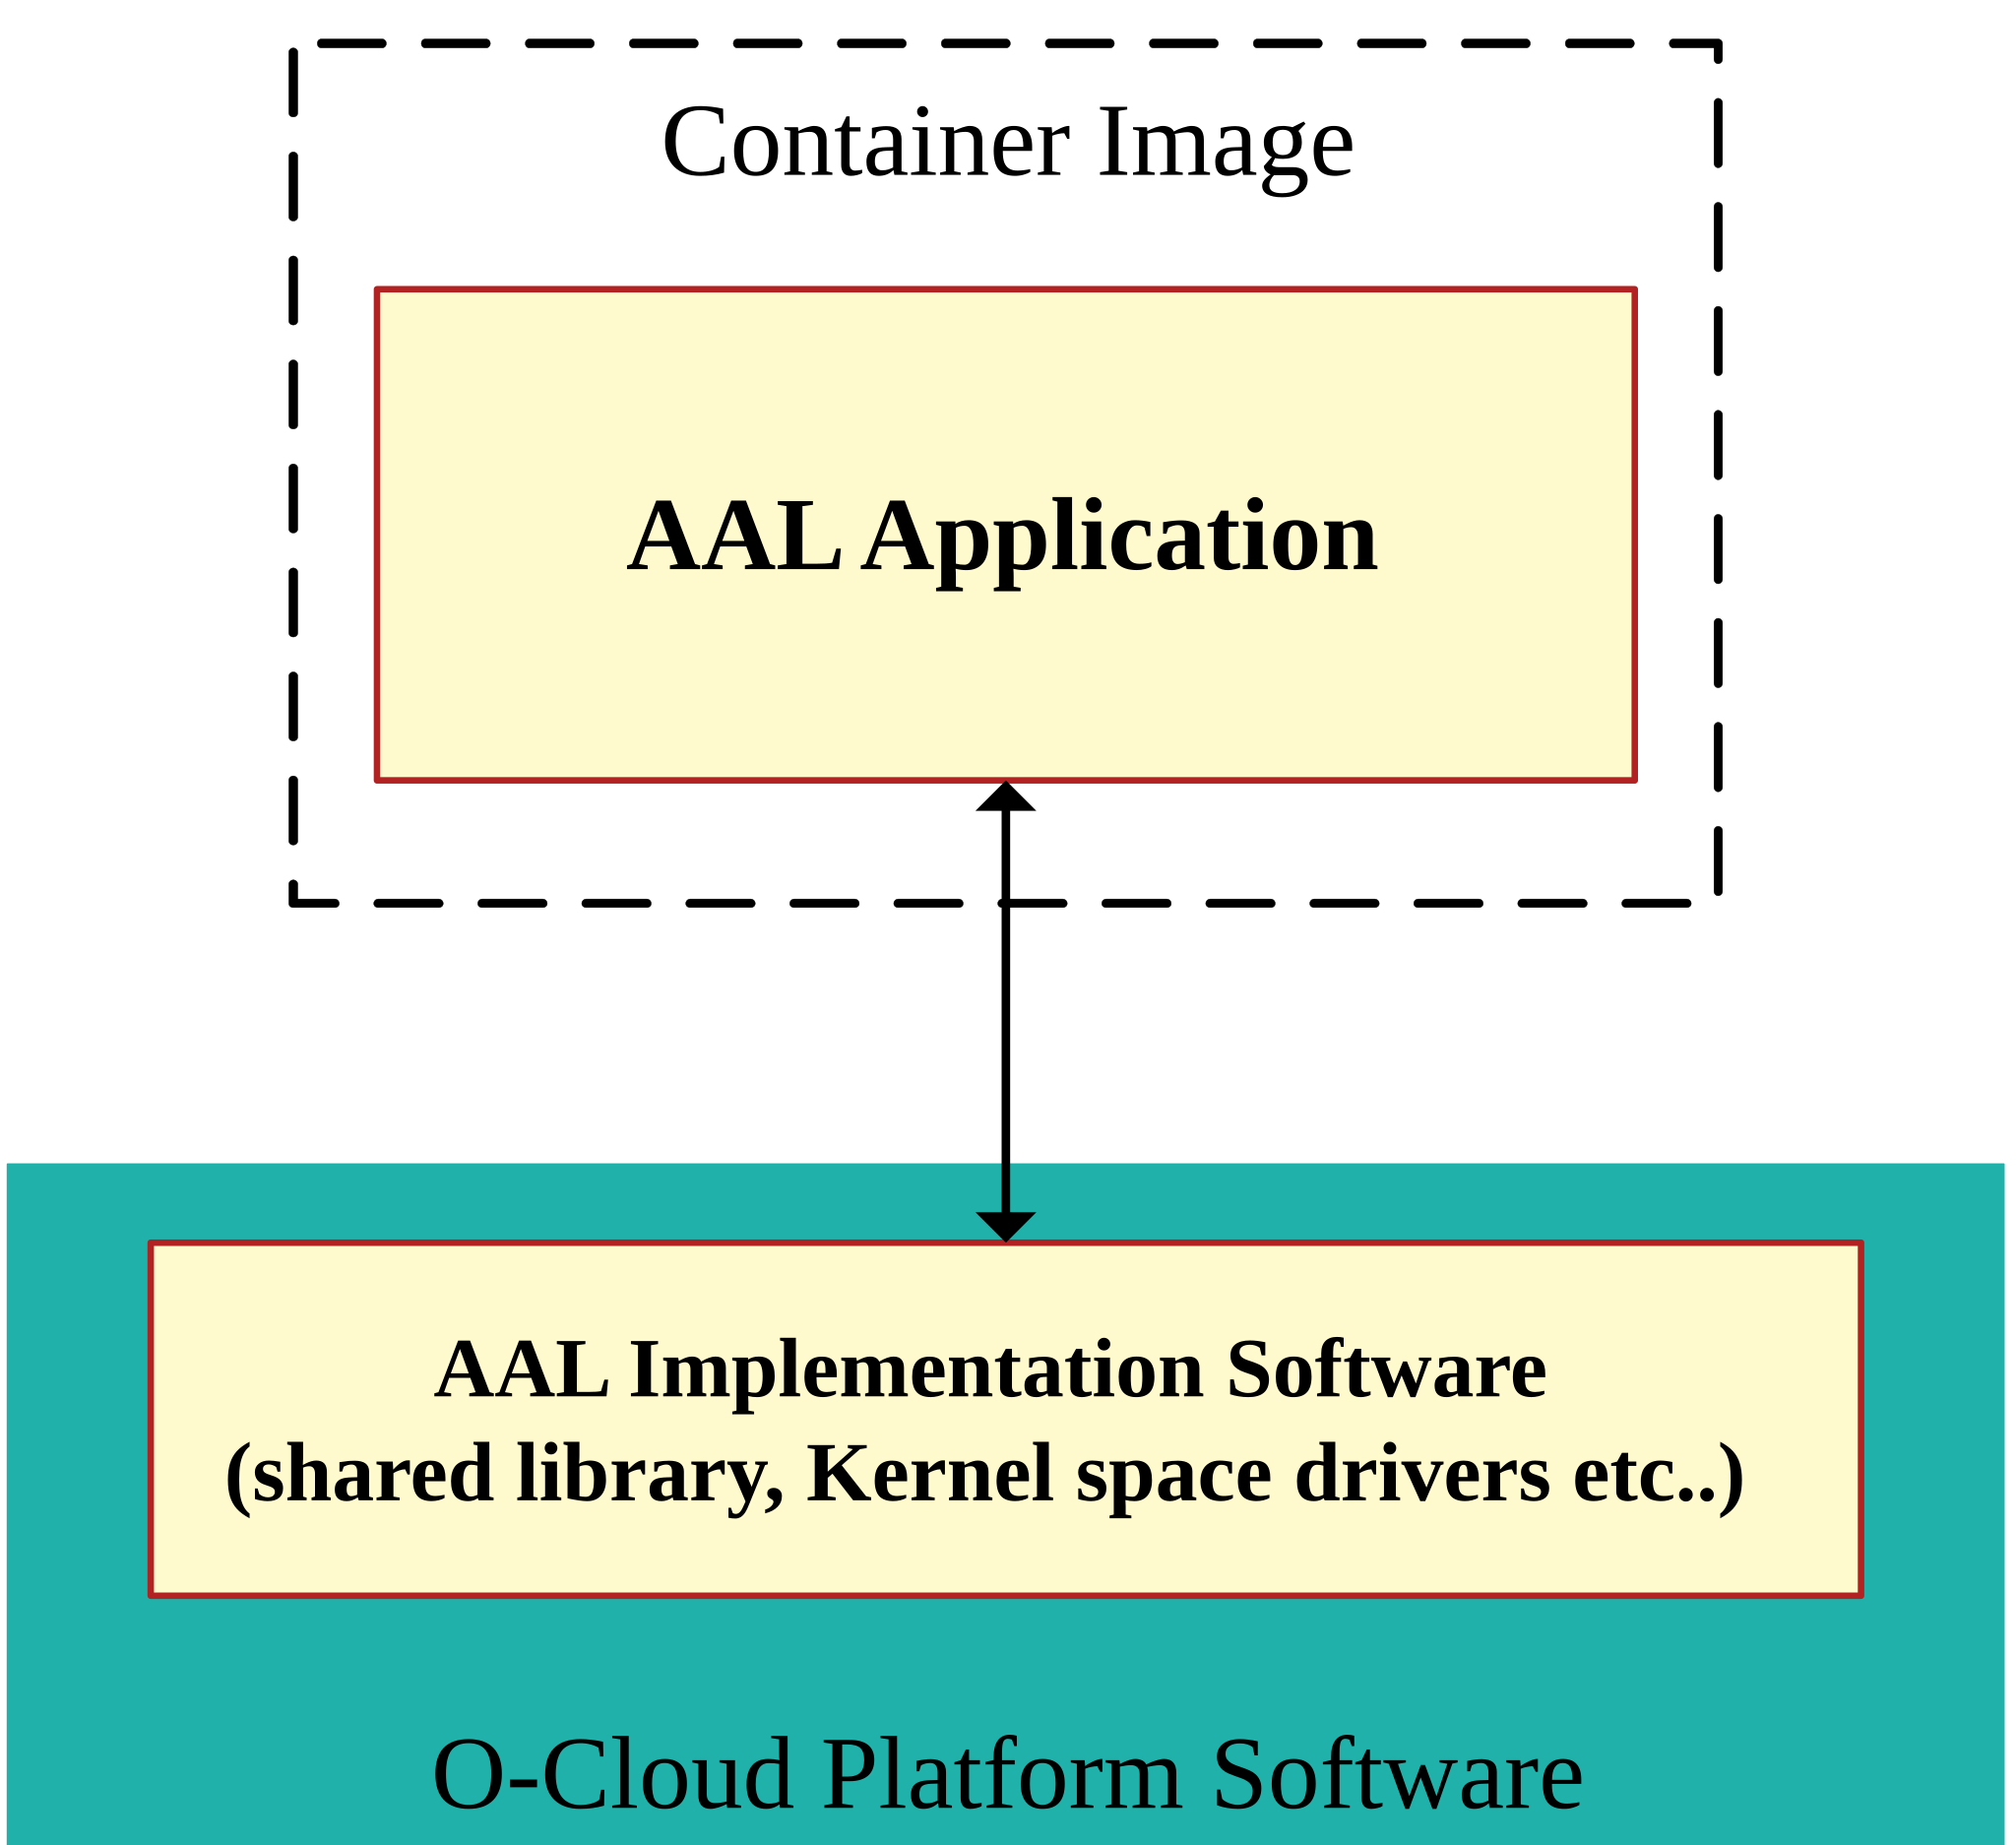 Container Image
AAL Application
AAL Implementation Software
(shared library, Kernel space drivers etc..)
O-Cloud Platform Software